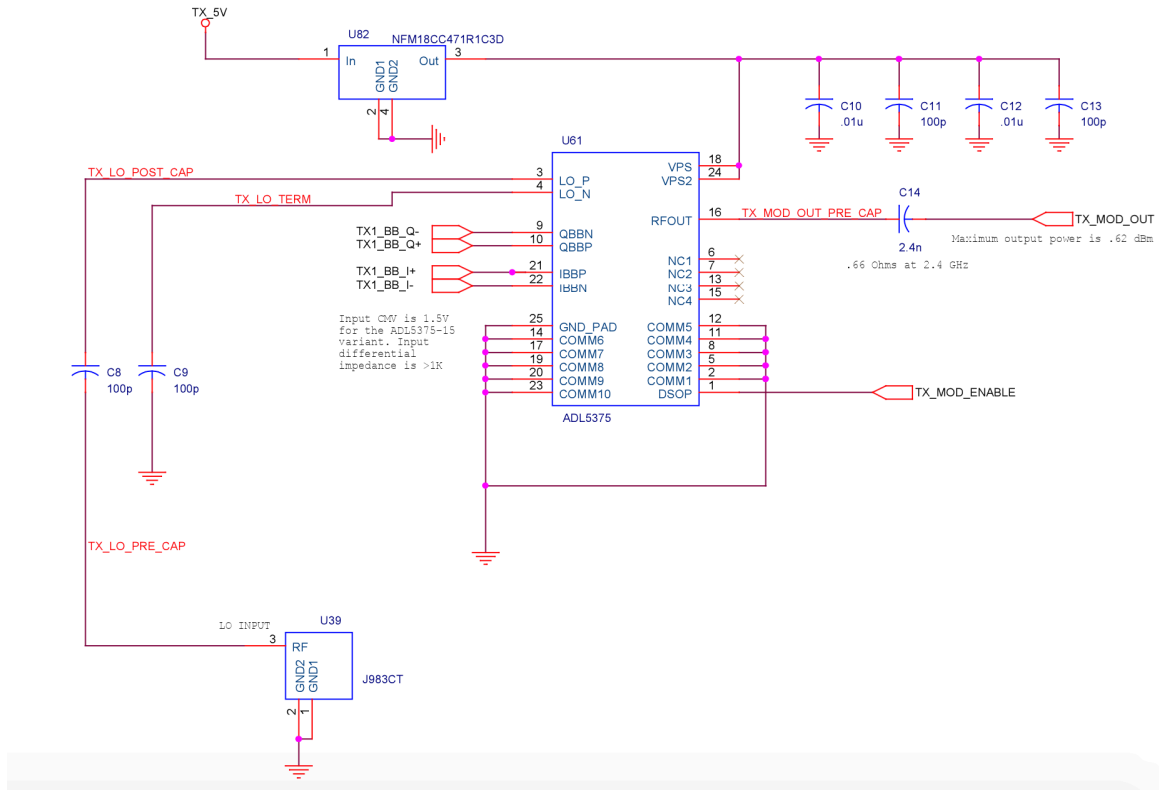 TX_5V
U82
NFM18CC471R1C3D
1
In
GND1
GND2
Out
3
2
4
C10
.01u
C11
100p
C12
.01u
C13
100p
U61
TX_LO_POST_CAP
3
LO_P
TX_LO_TERM
4
LO_N
VPS
18
VPS2
24
C14
RFOUT
16
TX_MOD_OUT_PRE_CAP
TX_MOD_OUT
2.4n
Maximum output power is .62 dBm
.66 Ohms at 2.4 GHz
TX1_BB_Q-
9
QBBN
TX1_BB_Q+
10
QBBP
TX1_BB_I+
21
IBBP
TX1_BB_I-
22
IBBN
NC1
6
NC2
7
NC3
13
NC4
15
Input CMV is 1.5V
for the ADL5375-15
variant. Input
differential
impedance is >1K
25
GND_PAD
14
COMM6
17
COMM7
19
COMM8
20
COMM9
23
COMM10
COMM5
12
COMM4
11
COMM3
8
COMM2
5
COMM1
2
DSOP
1
TX_MOD_ENABLE
ADL5375
C8
100p
C9
100p
TX_LO_PRE_CAP
LO INPUT
U39
3
RF
GND2
GND1
J983CT
2
1